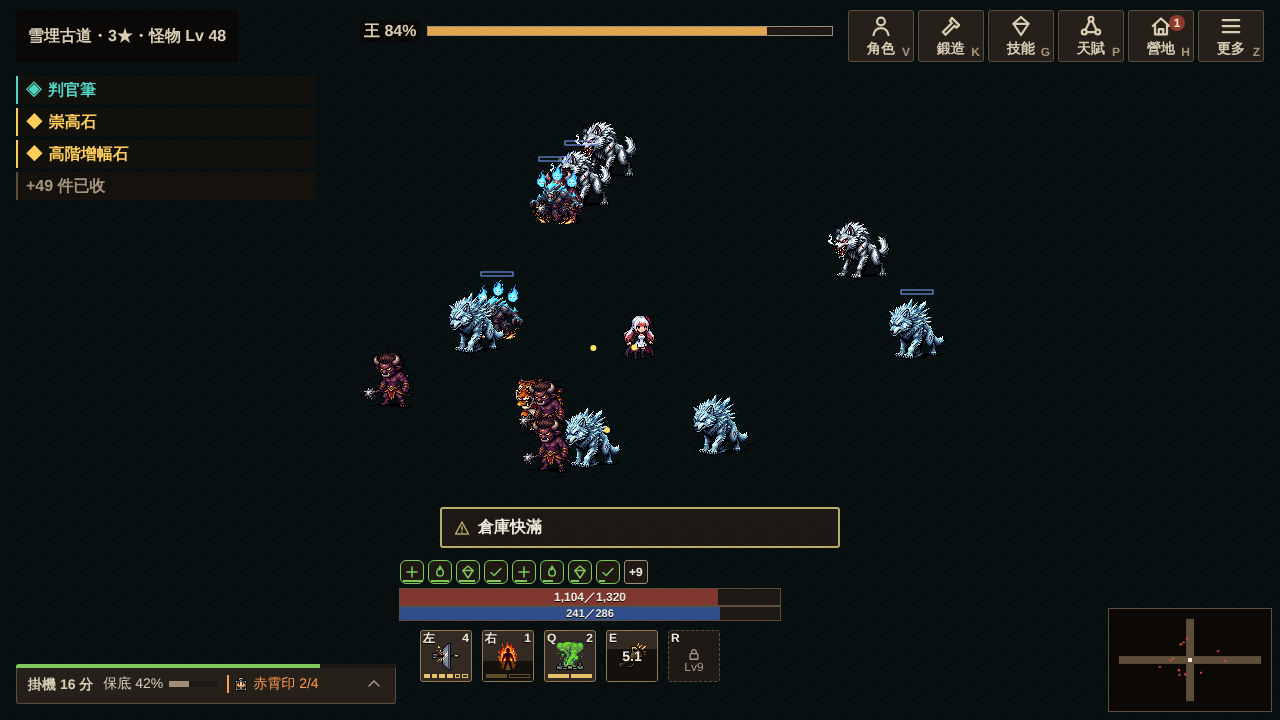 雪埋古道・3★・怪物 Lv 48
王 84%
角色 V
鍛造 K
技能 G
天賦 P
營地 H 1
更多 Z
判官筆
崇高石
高階增幅石
+49 件已收
倉庫快滿
+9
1,104／1,320
241／286
左 4
右 1
Q 2
E 5.1
R Lv9
掛機 16 分 保底 42% 赤霄印 2/4